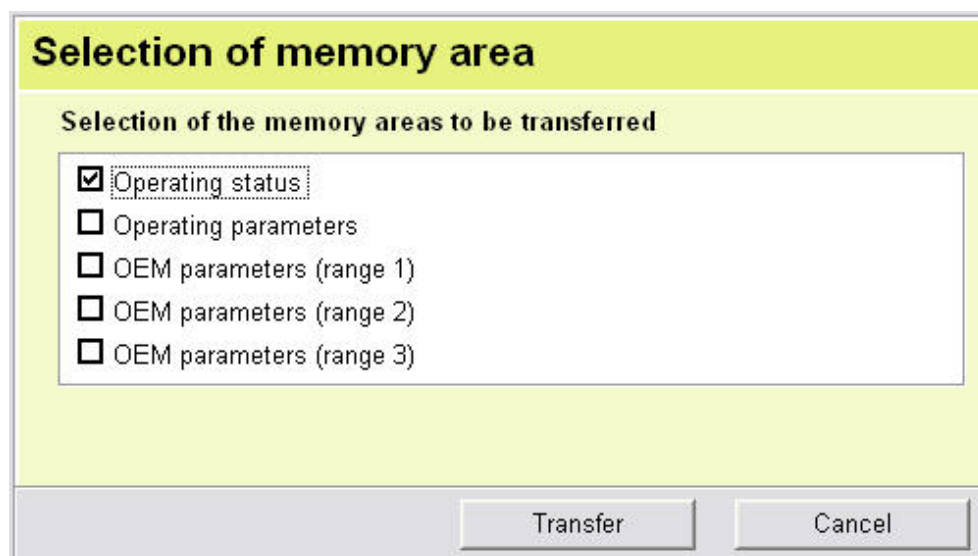 Selection of memory area
Selection of the memory areas to be transferred
Operating status
Operating parameters
OEM parameters (range 1)
OEM parameters (range 2)
OEM parameters (range 3)
Transfer Cancel